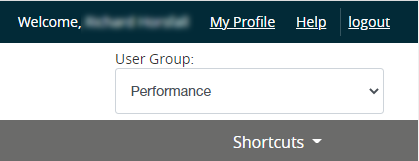 Welcome, My Profile Help logout
User Group:
Performance
Shortcuts